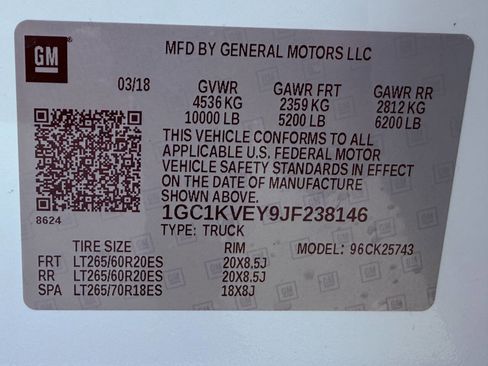 GM
MFD BY GENERAL MOTORS LLC
03/18 GVWR GAWR FRT GAWR RR
4536 KG 2359 KG 2812 KG
10000 LB 5200 LB 6200 LB
THIS VEHICLE CONFORMS TO ALL
APPLICABLE U.S. FEDERAL MOTOR
VEHICLE SAFETY STANDARDS IN EFFECT
ON THE DATE OF MANUFACTURE
SHOWN ABOVE.
8624 1GC1KVEY9JF238146
TYPE: TRUCK
TIRE SIZE RIM MODEL: 96CK25743
FRT LT265/60R20ES 20X8.5J
RR LT265/60R20ES 20X8.5J
SPA LT265/70R18ES 18X8J